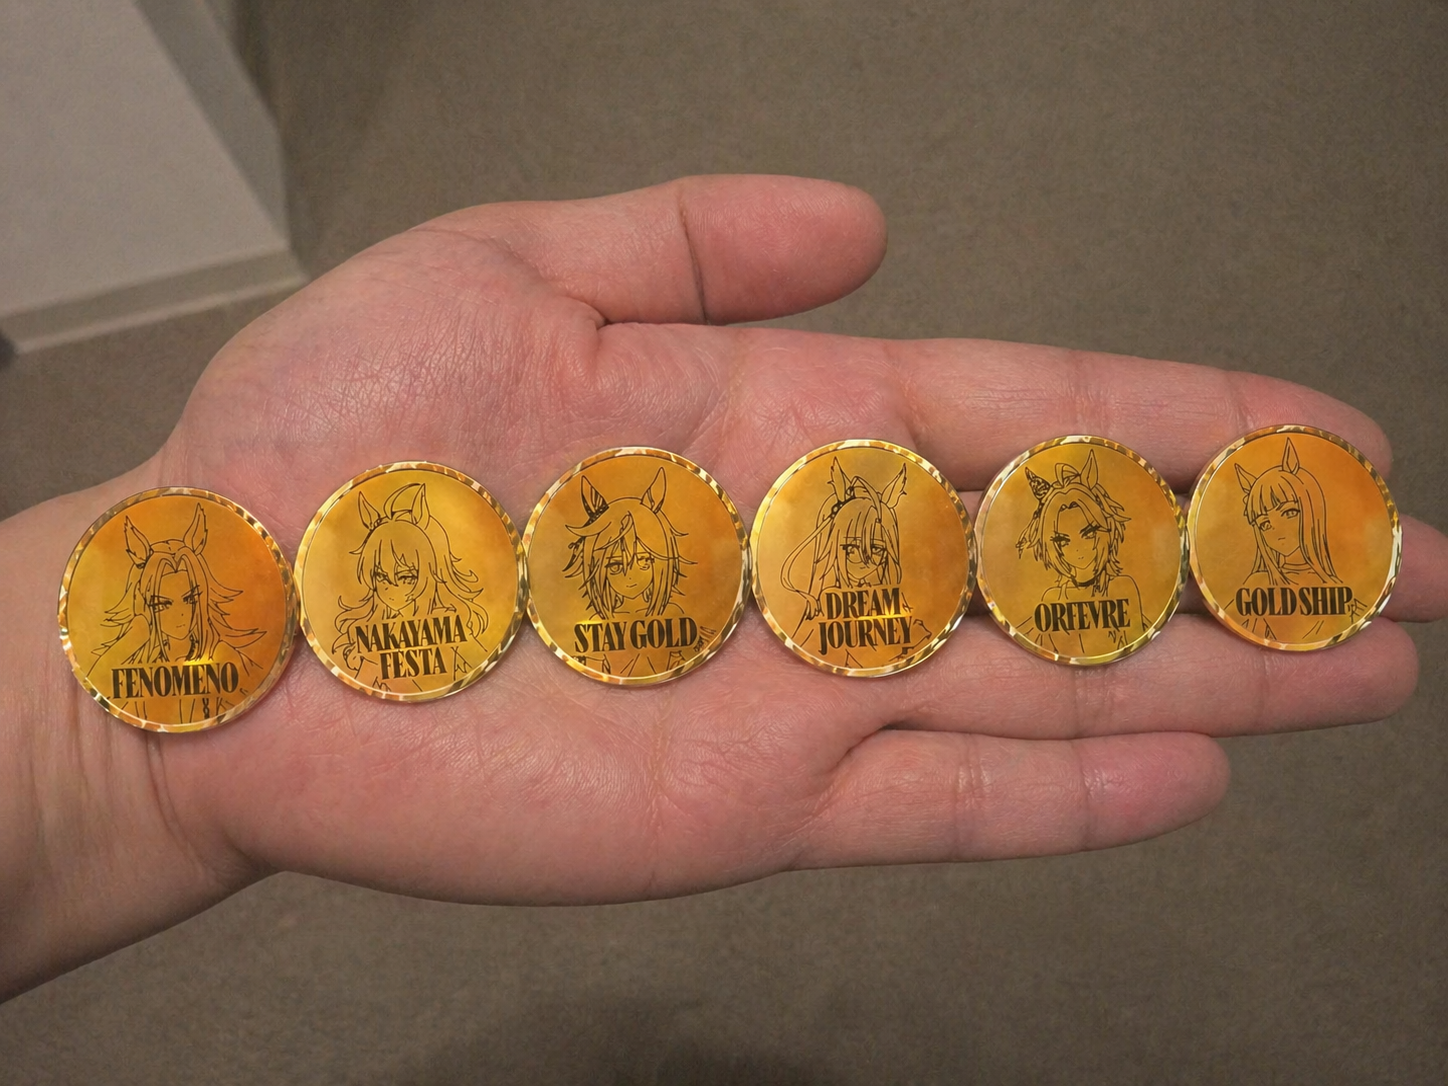 FENOMENO
NAKAYAMA
FESTA
STAY GOLD
DREAM
JOURNEY
ORFEVRE
GOLD SHIP